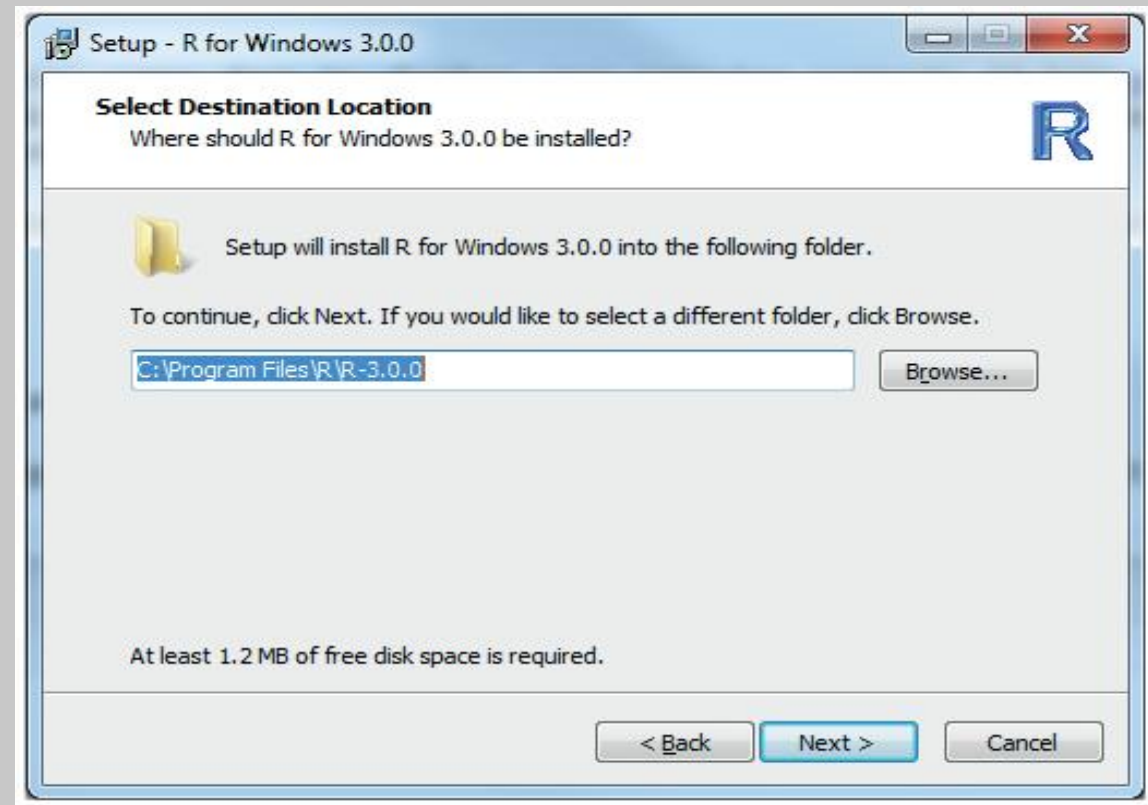 Setup - R for Windows 3.0.0
Select Destination Location
Where should R for Windows 3.0.0 be installed?
R
Setup will install R for Windows 3.0.0 into the following folder.
To continue, click Next. If you would like to select a different folder, click Browse.
C:\Program Files\R\R-3.0.0
Browse...
At least 1.2 MB of free disk space is required.
< Back
Next >
Cancel